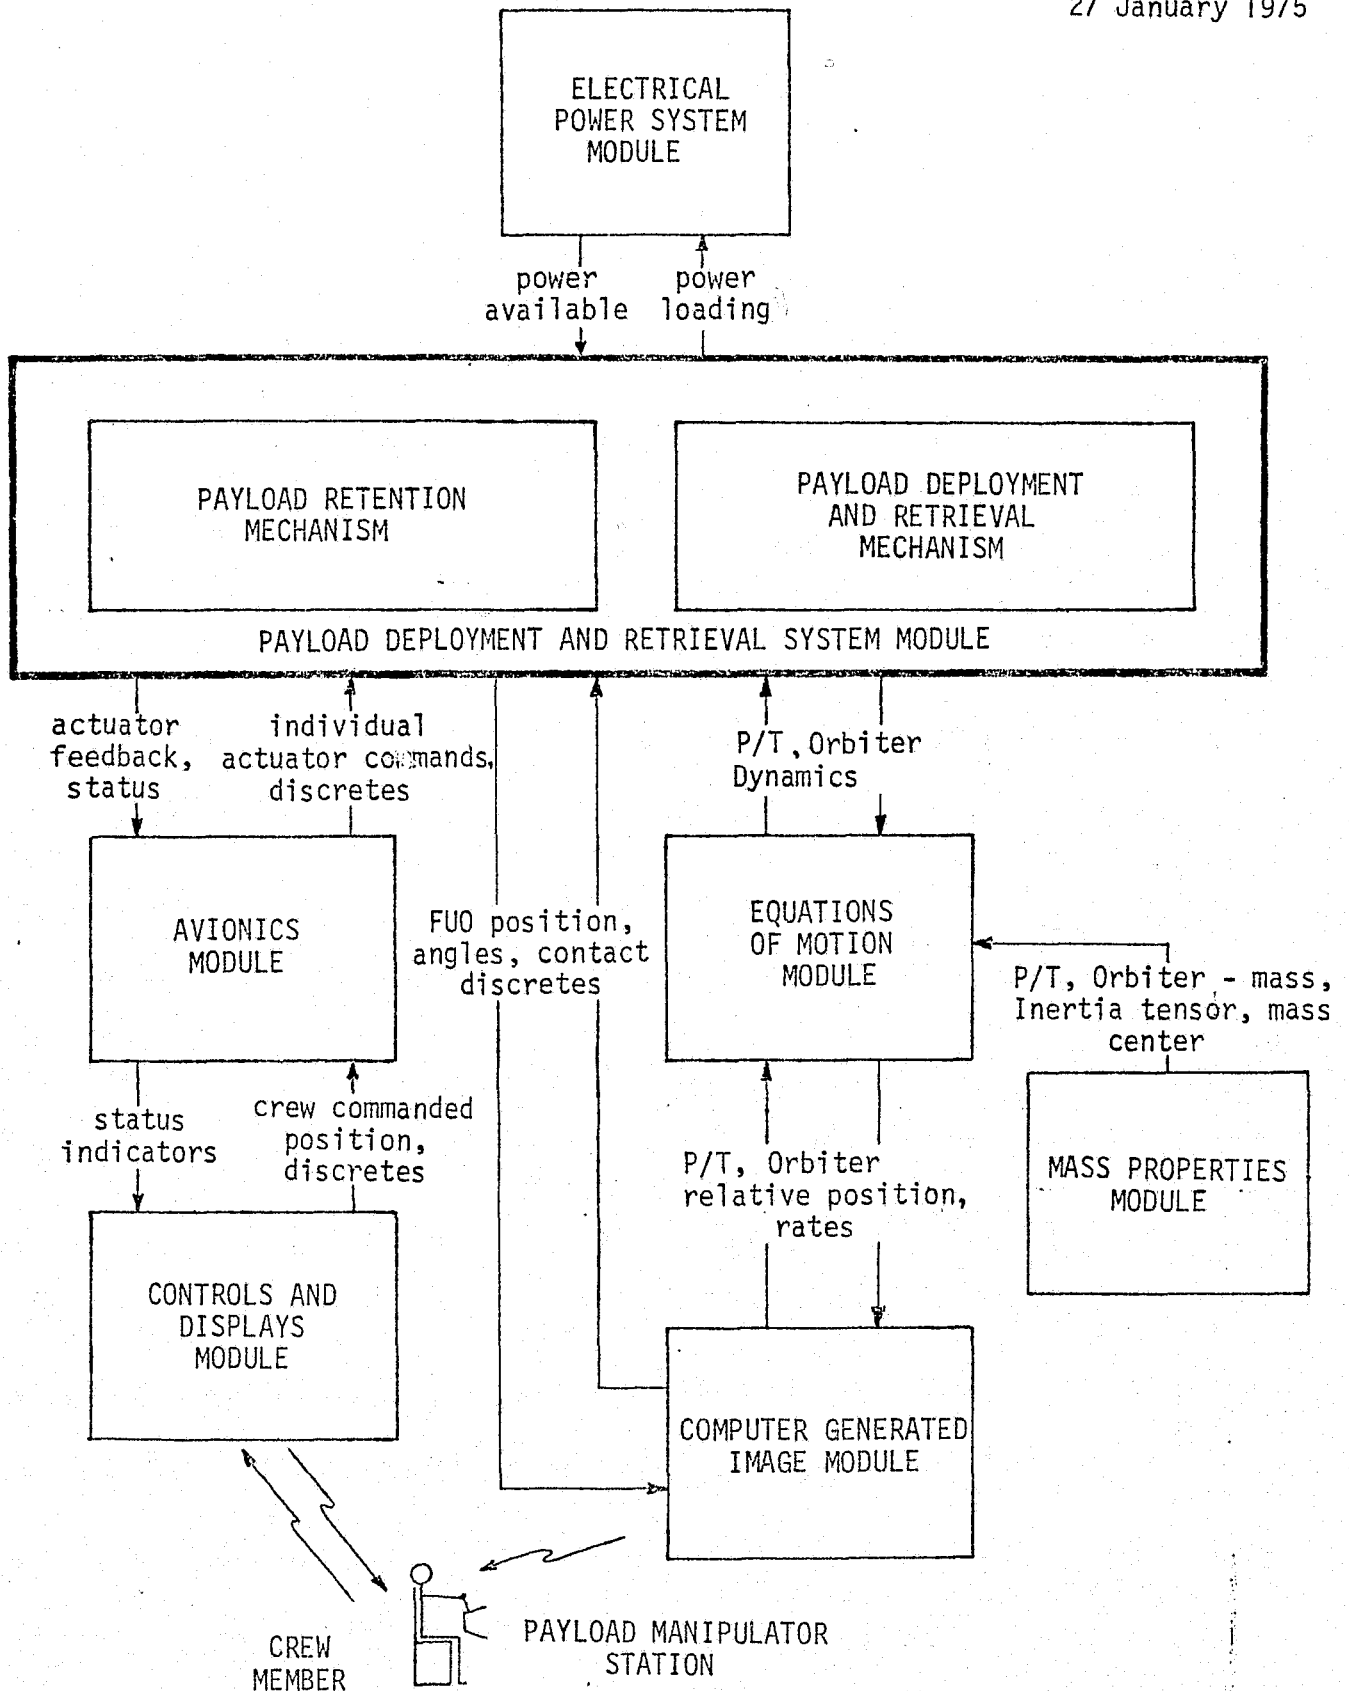 27 January 1975
ELECTRICAL
POWER SYSTEM
MODULE
power
available
power
loading
PAYLOAD RETENTION
MECHANISM
PAYLOAD DEPLOYMENT
AND RETRIEVAL
MECHANISM
PAYLOAD DEPLOYMENT AND RETRIEVAL SYSTEM MODULE
actuator
feedback,
status
individual
actuator commands,
discretes
P/T, Orbiter
Dynamics
AVIONICS
MODULE
FUO position,
angles, contact
discretes
EQUATIONS
OF MOTION
MODULE
P/T, Orbiter - mass,
Inertia tensor, mass
center
status
indicators
crew commanded
position,
discretes
P/T, Orbiter
relative position,
rates
MASS PROPERTIES
MODULE
CONTROLS AND
DISPLAYS
MODULE
COMPUTER GENERATED
IMAGE MODULE
CREW
MEMBER
PAYLOAD MANIPULATOR
STATION